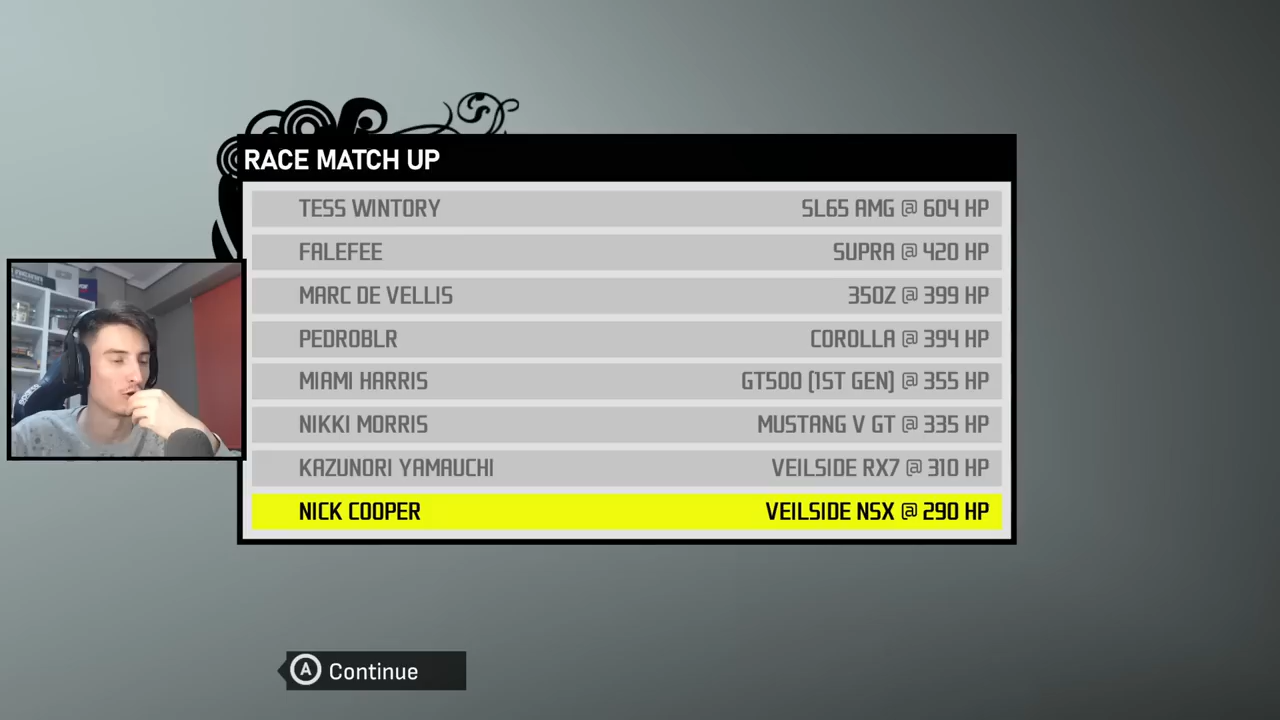 RACE MATCH UP
TESS WINTORY SL65 AMG @ 604 HP
FALEFEE SUPRA @ 420 HP
MARC DE VELLIS 350Z @ 399 HP
PEDROBLR COROLLA @ 394 HP
MIAMI HARRIS GT500 [1ST GEN] @ 355 HP
NIKKI MORRIS MUSTANG V GT @ 335 HP
KAZUNORI YAMAUCHI VEILSIDE RX7 @ 310 HP
NICK COOPER VEILSIDE NSX @ 290 HP
A Continue